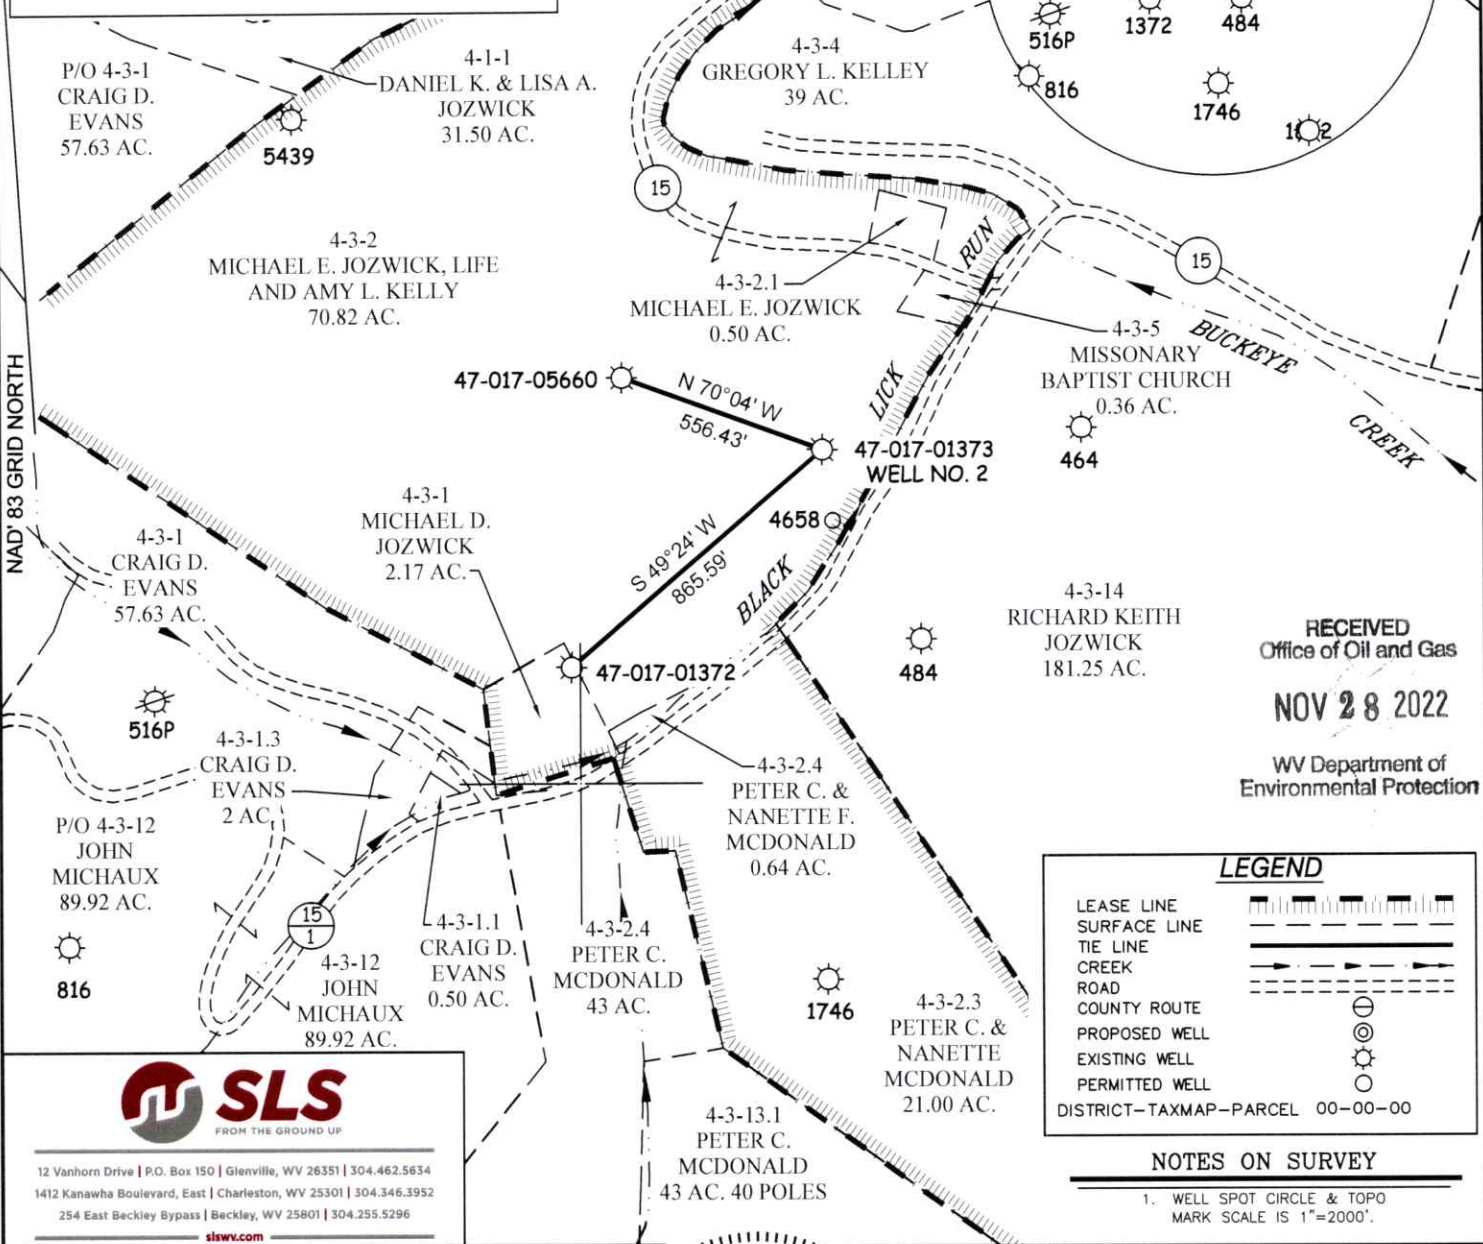 516P
1372
484
816
1746
P/O 4-3-1
CRAIG D.
EVANS
57.63 AC.
4-1-1
DANIEL K. & LISA A.
JOZWICK
31.50 AC.
5439
4-3-4
GREGORY L. KELLEY
39 AC.
15
4-3-2
MICHAEL E. JOZWICK, LIFE
AND AMY L. KELLY
70.82 AC.
4-3-2.1
MICHAEL E. JOZWICK
0.50 AC.
RUN
15
BUCKEYE
CREEK
4-3-5
MISSONARY
BAPTIST CHURCH
0.36 AC.
NAD' 83 GRID NORTH
47-017-05660
N 70°04' W
556.43'
LICK
47-017-01373
WELL NO. 2
464
4658
S 49°24' W
865.59'
BLACK
4-3-1
MICHAEL D.
JOZWICK
2.17 AC.
4-3-1
CRAIG D.
EVANS
57.63 AC.
4-3-14
RICHARD KEITH
JOZWICK
181.25 AC.
484
47-017-01372
RECEIVED
Office of Oil and Gas
NOV 28 2022
WV Department of
Environmental Protection
516P
4-3-1.3
CRAIG D.
EVANS
2 AC.
4-3-2.4
PETER C. &
NANETTE F.
MCDONALD
0.64 AC.
P/O 4-3-12
JOHN
MICHAUX
89.92 AC.
816
15
1
4-3-12
JOHN
MICHAUX
89.92 AC.
4-3-1.1
CRAIG D.
EVANS
0.50 AC.
4-3-2.4
PETER C.
MCDONALD
43 AC.
1746
4-3-2.3
PETER C. &
NANETTE
MCDONALD
21.00 AC.
4-3-13.1
PETER C.
MCDONALD
43 AC. 40 POLES
LEGEND
LEASE LINE
SURFACE LINE
TIE LINE
CREEK
ROAD
COUNTY ROUTE
PROPOSED WELL
EXISTING WELL
PERMITTED WELL
DISTRICT-TAXMAP-PARCEL 00-00-00
NOTES ON SURVEY
1. WELL SPOT CIRCLE & TOPO
MARK SCALE IS 1"=2000'.
SLS
FROM THE GROUND UP
12 Vanhorn Drive | P.O. Box 150 | Glenville, WV 26351 | 304.462.5634
1412 Kanawha Boulevard, East | Charleston, WV 25301 | 304.346.3952
254 East Beckley Bypass | Beckley, WV 25801 | 304.255.5296
slswv.com